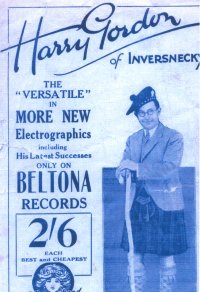 Harry Gordon
of INVERSNECKY
THE
"VERSATILE"
IN
MORE NEW
Electrographics
including
His Latest Successes
ONLY ON
BELTONA
RECORDS
2/6
EACH
BEST and CHEAPEST